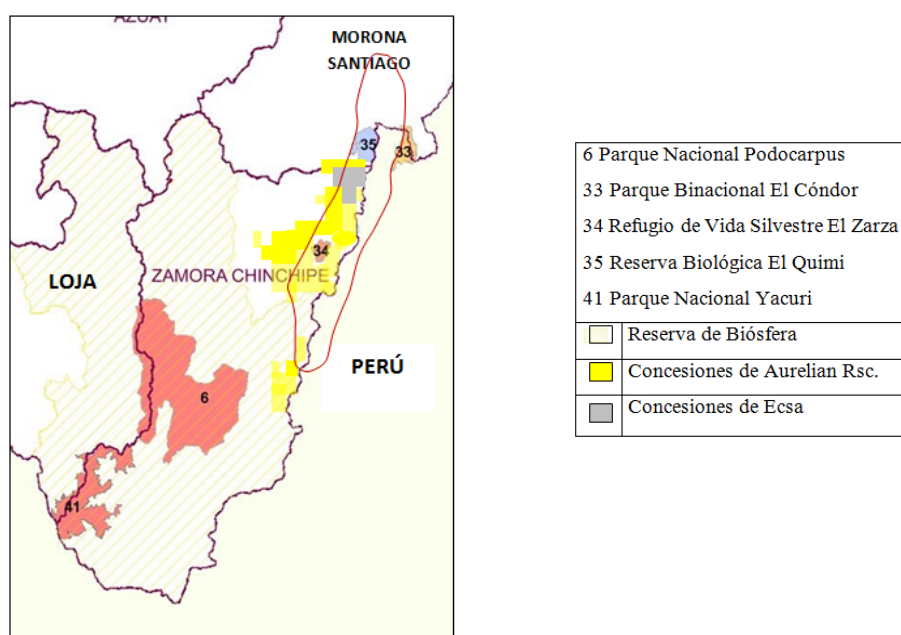 AZUAY
MORONA
SANTIAGO
35
33
34
ZAMORA CHINCHIPE
LOJA
PERÚ
6
41
6 Parque Nacional Podocarpus
33 Parque Binacional El Cóndor
34 Refugio de Vida Silvestre El Zarza
35 Reserva Biológica El Quimi
41 Parque Nacional Yacuri
Reserva de Biósfera
Concesiones de Aurelian Rsc.
Concesiones de Ecsa